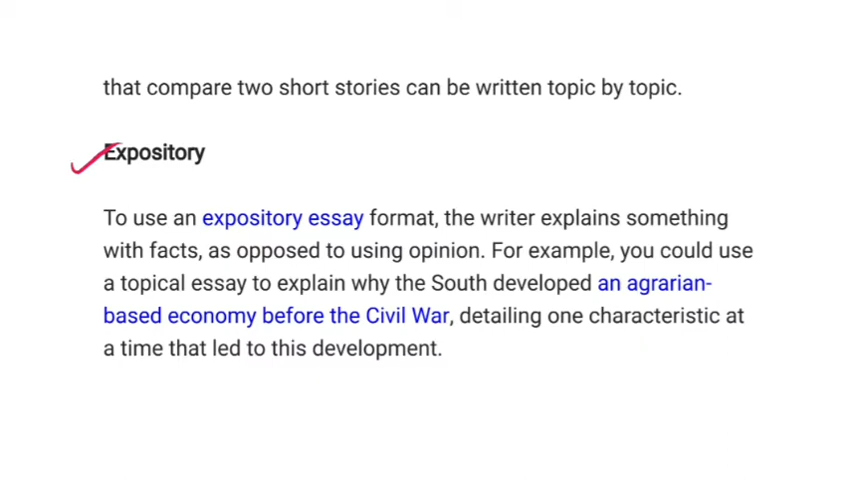 that compare two short stories can be written topic by topic.
Expository
To use an expository essay format, the writer explains something
with facts, as opposed to using opinion. For example, you could use
a topical essay to explain why the South developed an agrarian-
based economy before the Civil War, detailing one characteristic at
a time that led to this development.